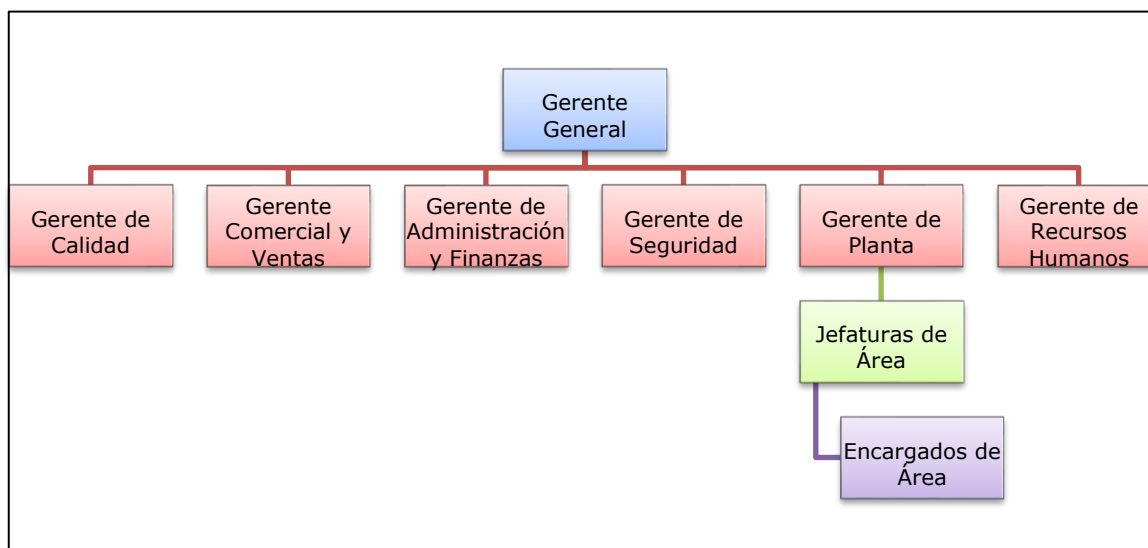 Gerente
General
Gerente de
Calidad
Gerente
Comercial y
Ventas
Gerente de
Administración
y Finanzas
Gerente de
Seguridad
Gerente de
Planta
Gerente de
Recursos
Humanos
Jefaturas de
Área
Encargados de
Área